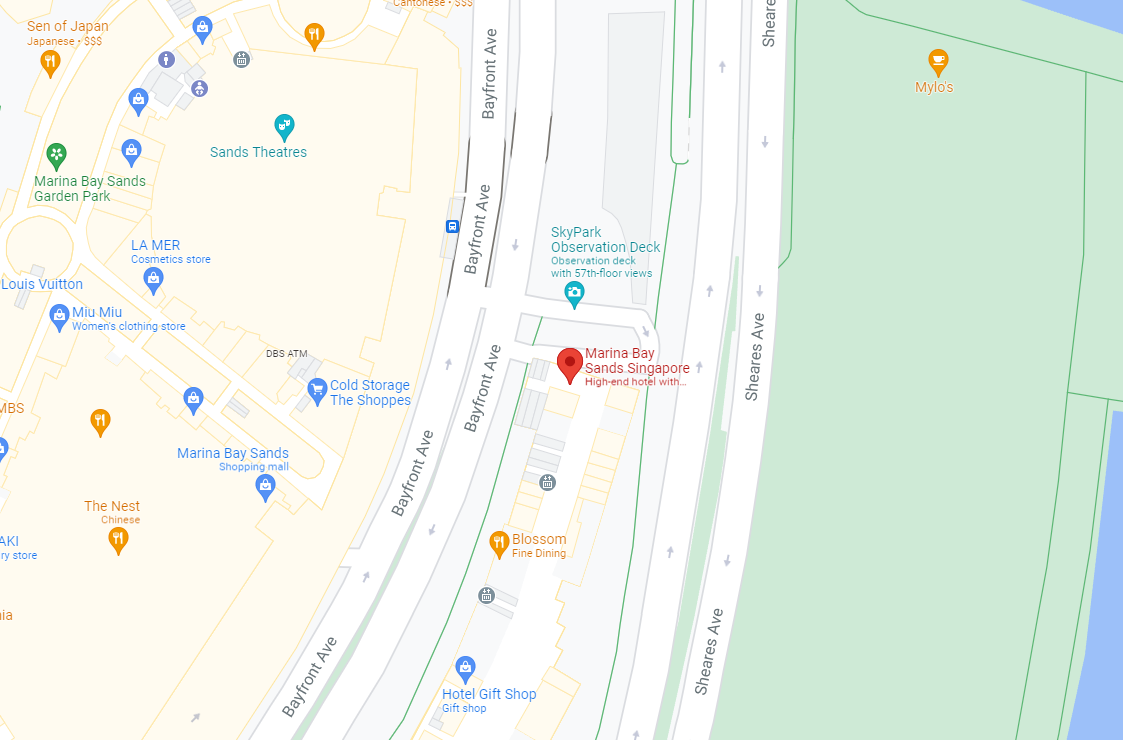 Cantonese • $$$
Sen of Japan
Japanese • $$$
Sheare
Bayfront Ave
Mylo's
Sands Theatres
Marina Bay Sands
Garden Park
Bayfront Ave
SkyPark
Observation Deck
Observation deck
with 57th-floor views
LA MER
Cosmetics store
Louis Vuitton
Miu Miu
Women's clothing store
Sheares Ave
DBS ATM
Marina Bay
Sands Singapore
High-end hotel with...
Bayfront Ave
Cold Storage
The Shoppes
MBS
Marina Bay Sands
Shopping mall
Bayfront Ave
The Nest
Chinese
AKI
ry store
Blossom
Fine Dining
ia
Sheares Ave
Bayfront Ave
Hotel Gift Shop
Gift shop